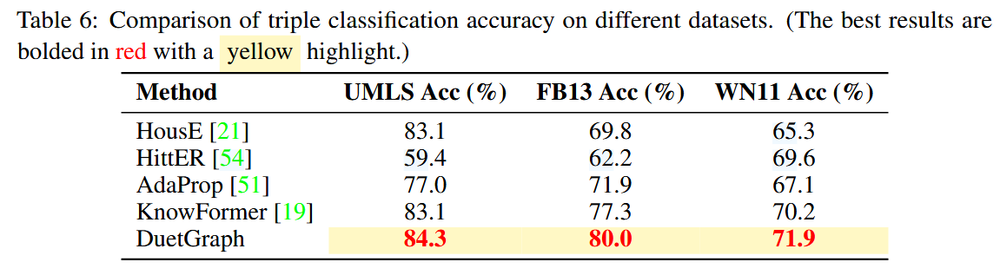 Table 6: Comparison of triple classification accuracy on different datasets. (The best results are
bolded in red with a yellow highlight.)
Method UMLS Acc (%) FB13 Acc (%) WN11 Acc (%)
HousE [21] 83.1 69.8 65.3
HittER [54] 59.4 62.2 69.6
AdaProp [51] 77.0 71.9 67.1
KnowFormer [19] 83.1 77.3 70.2
DuetGraph 84.3 80.0 71.9